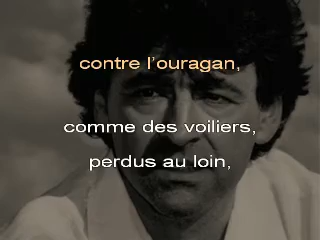 contre l'ouragan,
comme des voiliers,
perdus au loin,